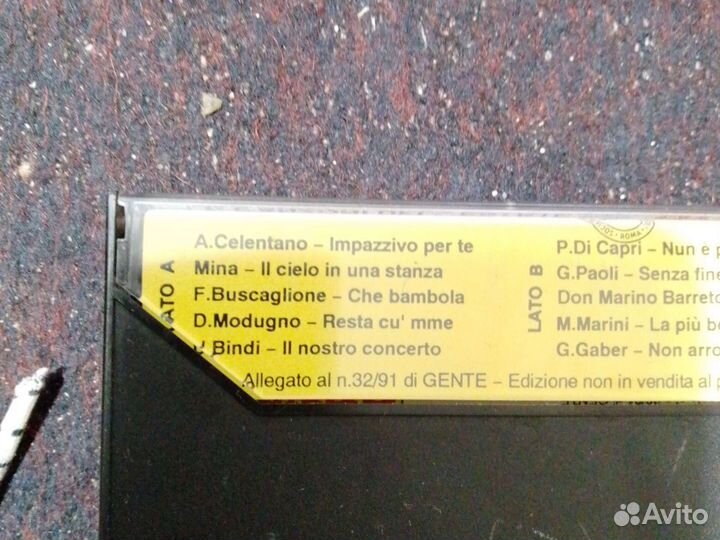 LATO A
A.Celentano – Impazzivo per te
Mina – Il cielo in una stanza
F.Buscaglione – Che bambola
D.Modugno – Resta cu' mme
Bindi – Il nostro concerto
LATO B
P.Di Capri – Nun è
G.Paoli – Senza fine
Don Marino Barreto
M.Marini – La più
G.Gaber – Non
Allegato al n.32/91 di GENTE – Edizione non in vendita al
ROMA
Avito